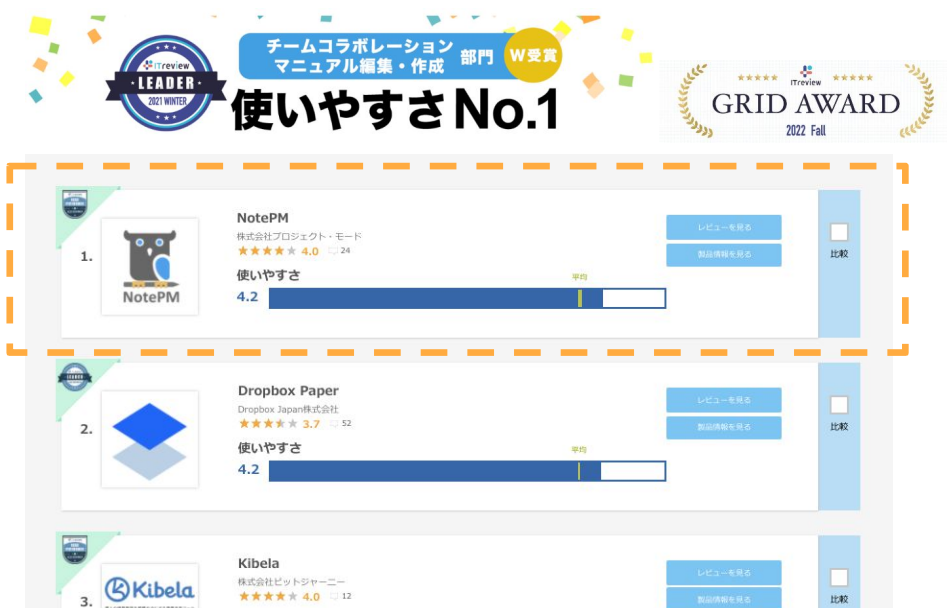 ITreview
LEADER
2021 WINTER
チームコラボレーション
マニュアル編集・作成
部門
W受賞
使いやすさNo.1
ITreview
GRID AWARD
2022 Fall
1.
NotePM
NotePM
株式会社プロジェクト・モード
4.0 24
使いやすさ
平均
4.2
レビューを見る
製品情報を見る
比較
LEADER
2.
Dropbox Paper
Dropbox Japan株式会社
3.7 52
使いやすさ
平均
4.2
レビューを見る
製品情報を見る
比較
3.
Kibela
Kibela
株式会社ビットジャーニー
4.0 12
レビューを見る
製品情報を見る
比較